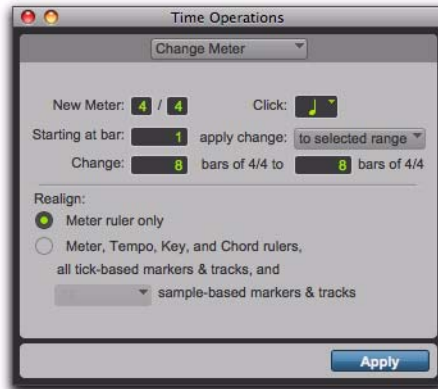 Time Operations
Change Meter
New Meter: 4 / 4 Click:
Starting at bar: 1 apply change: to selected range
Change: 8 bars of 4/4 to 8 bars of 4/4
Realign:
Meter ruler only
Meter, Tempo, Key, and Chord rulers,
all tick-based markers & tracks, and
sample-based markers & tracks
Apply